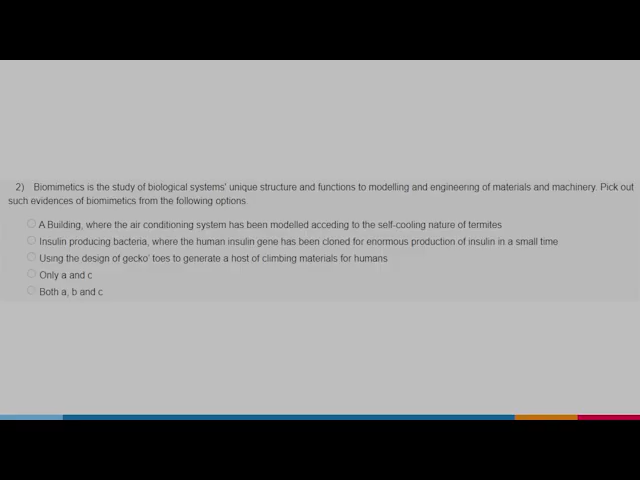 2) Biomimetics is the study of biological systems' unique structure and functions to modelling and engineering of materials and machinery. Pick out
such evidences of biomimetics from the following options.
A Building, where the air conditioning system has been modelled acceding to the self-cooling nature of termites
Insulin producing bacteria, where the human insulin gene has been cloned for enormous production of insulin in a small time
Using the design of gecko' toes to generate a host of climbing materials for humans
Only a and c
Both a, b and c